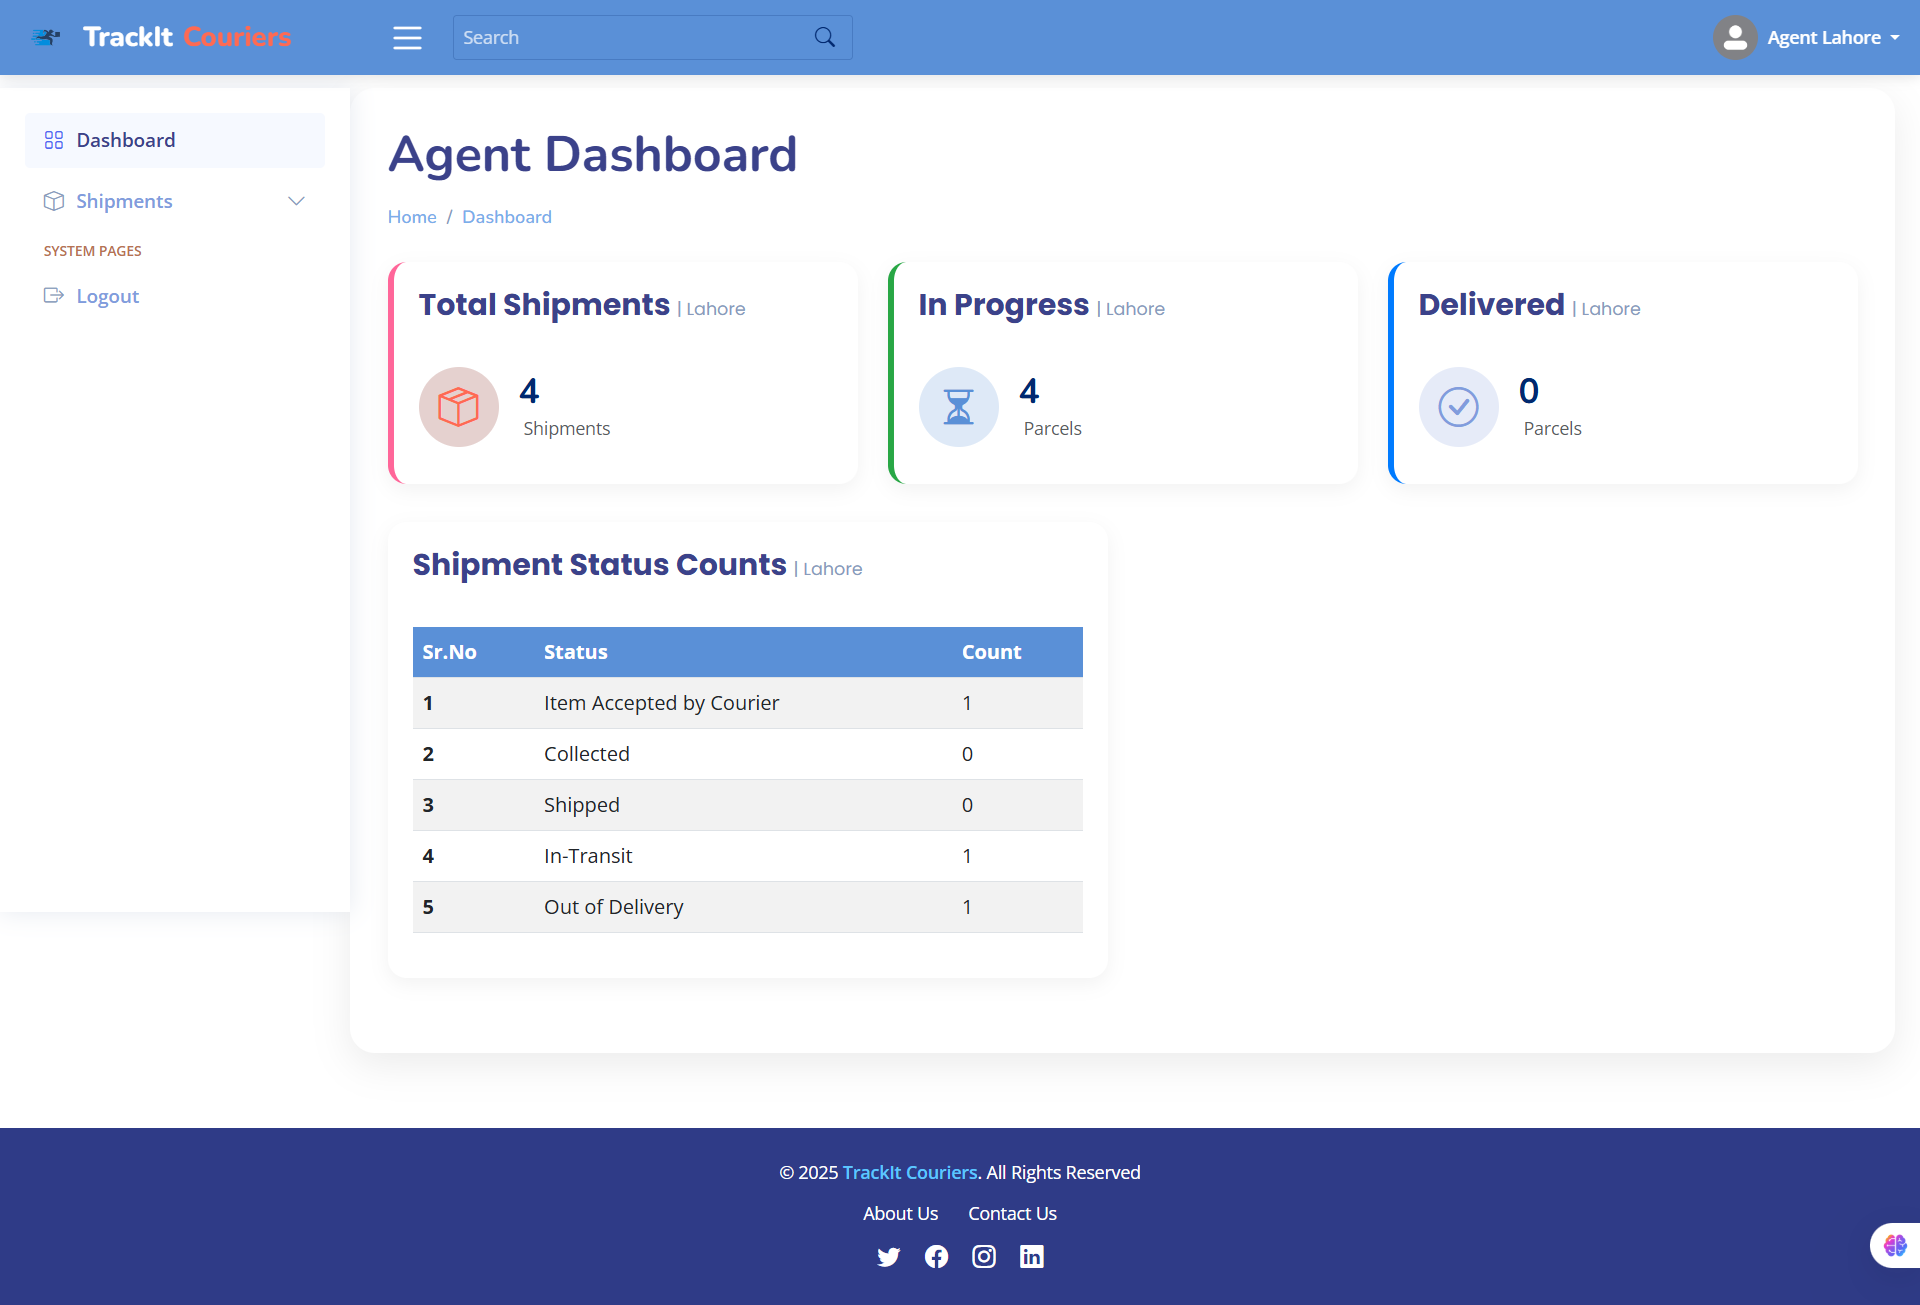 TrackIt Couriers
Search
Agent Lahore
Dashboard
Shipments
SYSTEM PAGES
Logout
Agent Dashboard
Home / Dashboard
Total Shipments | Lahore
4
Shipments
In Progress | Lahore
4
Parcels
Delivered | Lahore
0
Parcels
Shipment Status Counts | Lahore
Sr.No Status Count
1 Item Accepted by Courier 1
2 Collected 0
3 Shipped 0
4 In-Transit 1
5 Out of Delivery 1
© 2025 TrackIt Couriers. All Rights Reserved
About Us Contact Us